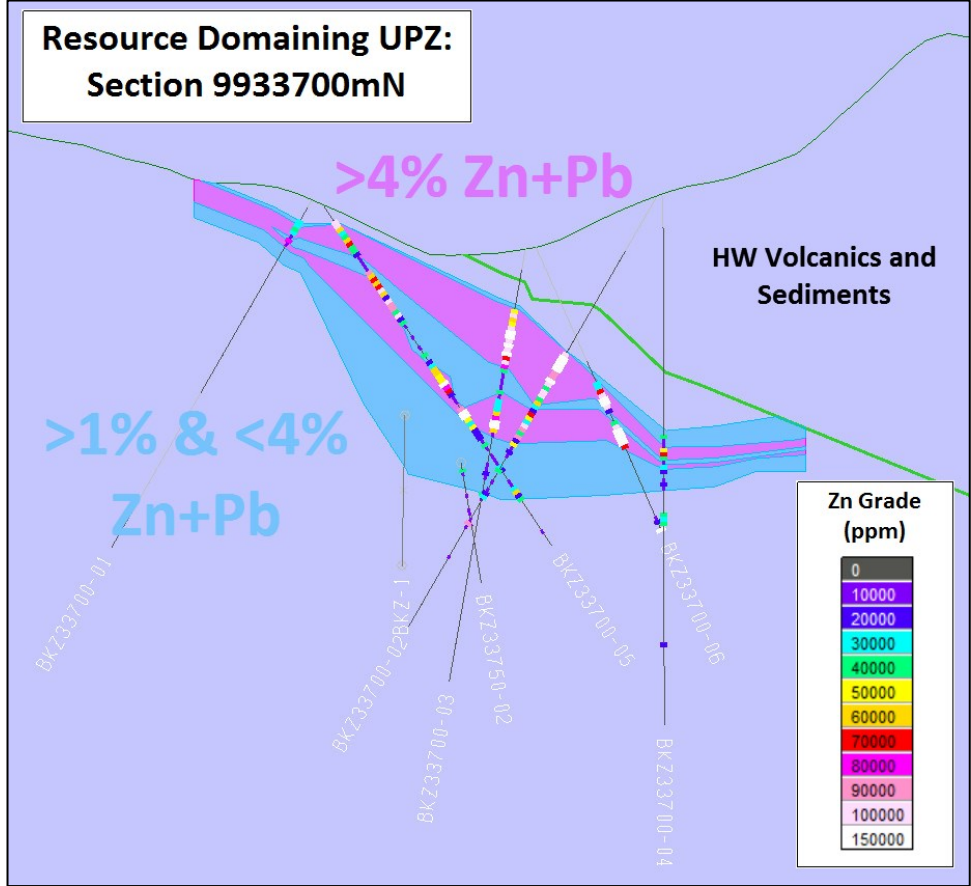 Resource Domaining UPZ:
Section 9933700mN
>4% Zn+Pb
HW Volcanics and
Sediments
>1% & <4%
Zn+Pb
BKZ33700-01
BKZ33700-02
BKZ-1
BKZ33700-03
BKZ33750-02
BKZ33700-05
BKZ33700-06
BKZ33700-04
Zn Grade
(ppm)
0
10000
20000
30000
40000
50000
60000
70000
80000
90000
100000
150000